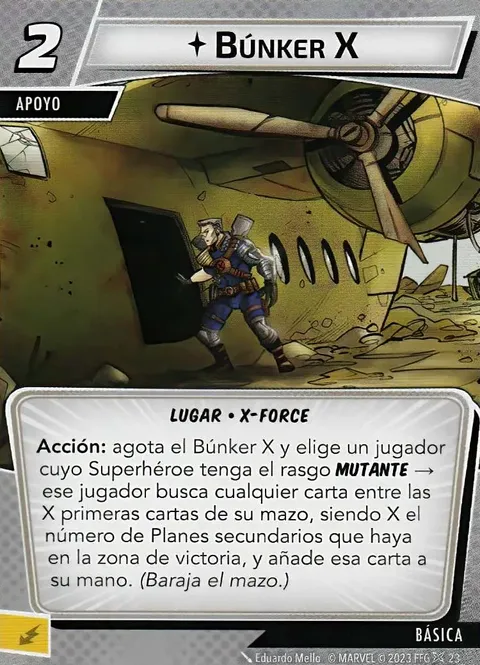 2
Búnker X
APOYO
LUGAR • X-FORCE
Acción: agota el Búnker X y elige un jugador
cuyo Superhéroe tenga el rasgo MUTANTE →
ese jugador busca cualquier carta entre las
X primeras cartas de su mazo, siendo X el
número de Planes secundarios que haya
en la zona de victoria, y añade esa carta a
su mano. (Baraja el mazo.)
BÁSICA
Eduardo Mello © MARVEL © 2023 FFG 23